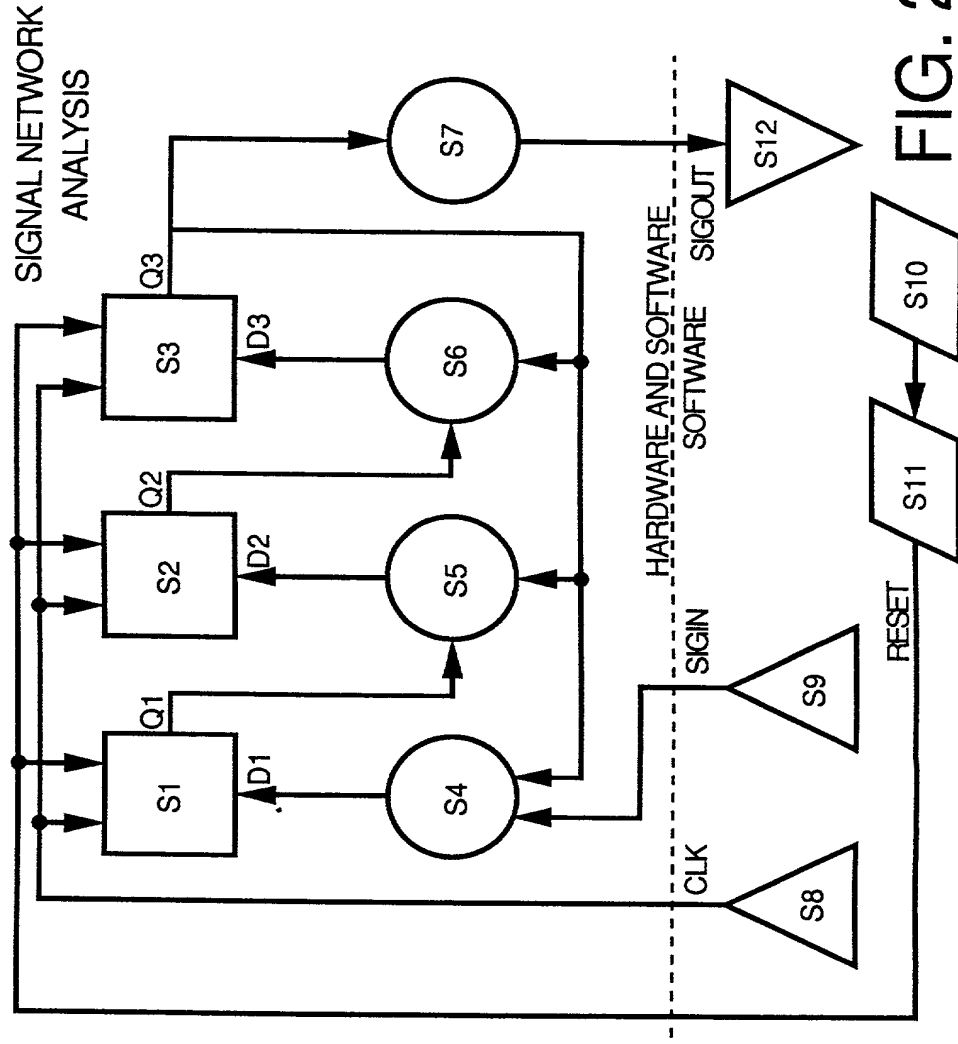 SIGNAL NETWORK
ANALYSIS
Q1
Q2
Q3
S1
S2
S3
D1
D2
D3
S4
S5
S6
S7
HARDWARE AND SOFTWARE
CLK
SIGIN
SOFTWARE
SIGOUT
S8
S9
S12
RESET
S11
S10
FIG. 2